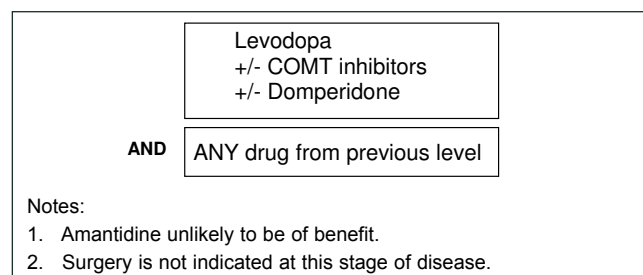 Levodopa
+/- COMT inhibitors
+/- Domperidone
AND ANY drug from previous level
Notes:
1. Amantidine unlikely to be of benefit.
2. Surgery is not indicated at this stage of disease.